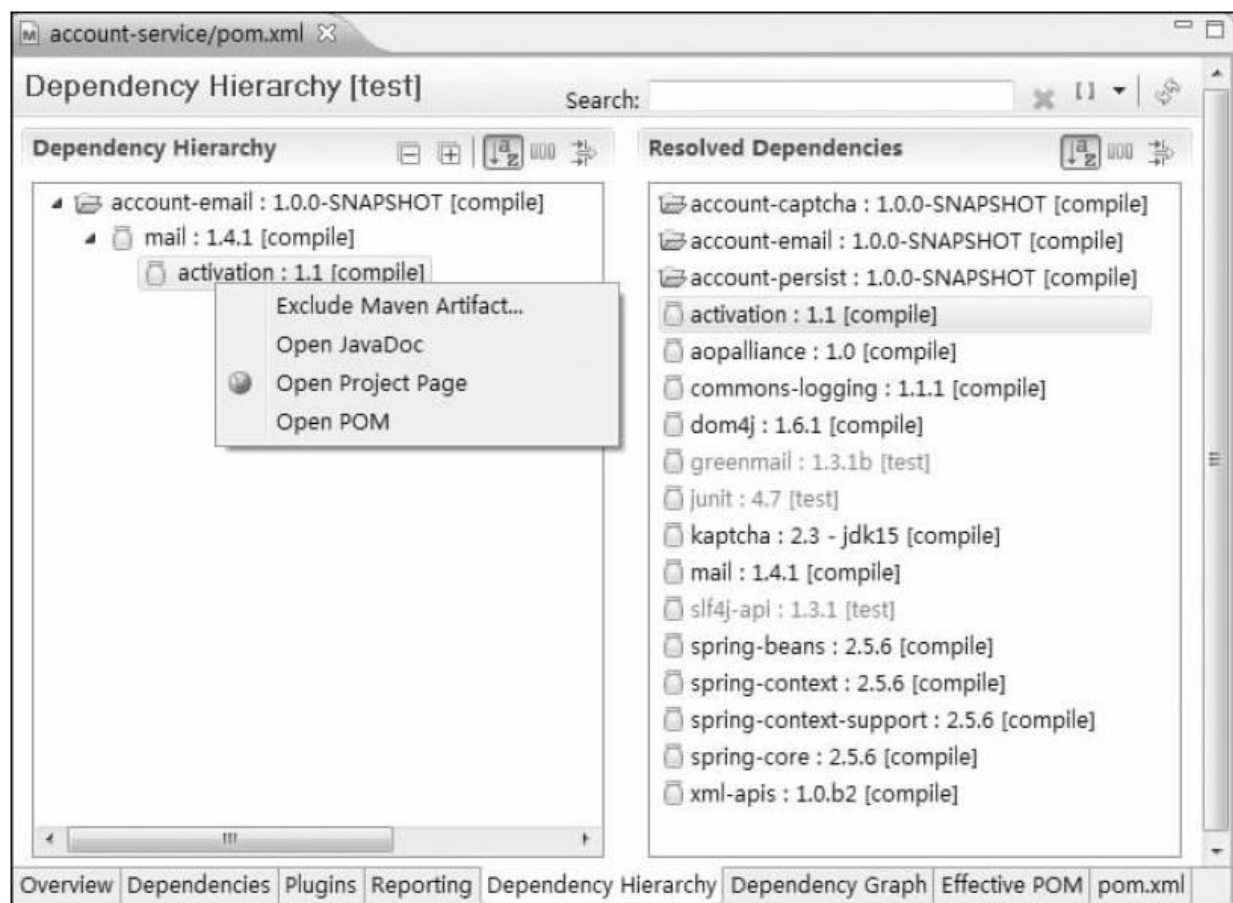 account-service/pom.xml
Dependency Hierarchy [test]
Search:
Dependency Hierarchy
account-email : 1.0.0-SNAPSHOT [compile]
mail : 1.4.1 [compile]
activation : 1.1 [compile]
Exclude Maven Artifact...
Open JavaDoc
Open Project Page
Open POM
Resolved Dependencies
account-captcha : 1.0.0-SNAPSHOT [compile]
account-email : 1.0.0-SNAPSHOT [compile]
account-persist : 1.0.0-SNAPSHOT [compile]
activation : 1.1 [compile]
aopalliance : 1.0 [compile]
commons-logging : 1.1.1 [compile]
dom4j : 1.6.1 [compile]
greenmail : 1.3.1b [test]
junit : 4.7 [test]
kaptcha : 2.3 - jdk15 [compile]
mail : 1.4.1 [compile]
slf4j-api : 1.3.1 [test]
spring-beans : 2.5.6 [compile]
spring-context : 2.5.6 [compile]
spring-context-support : 2.5.6 [compile]
spring-core : 2.5.6 [compile]
xml-apis : 1.0.b2 [compile]
Overview Dependencies Plugins Reporting Dependency Hierarchy Dependency Graph Effective POM pom.xml